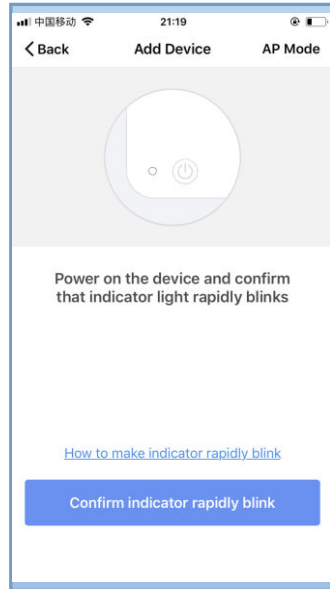 中国移动 21:19
Back Add Device AP Mode
Power on the device and confirm
that indicator light rapidly blinks
How to make indicator rapidly blink
Confirm indicator rapidly blink